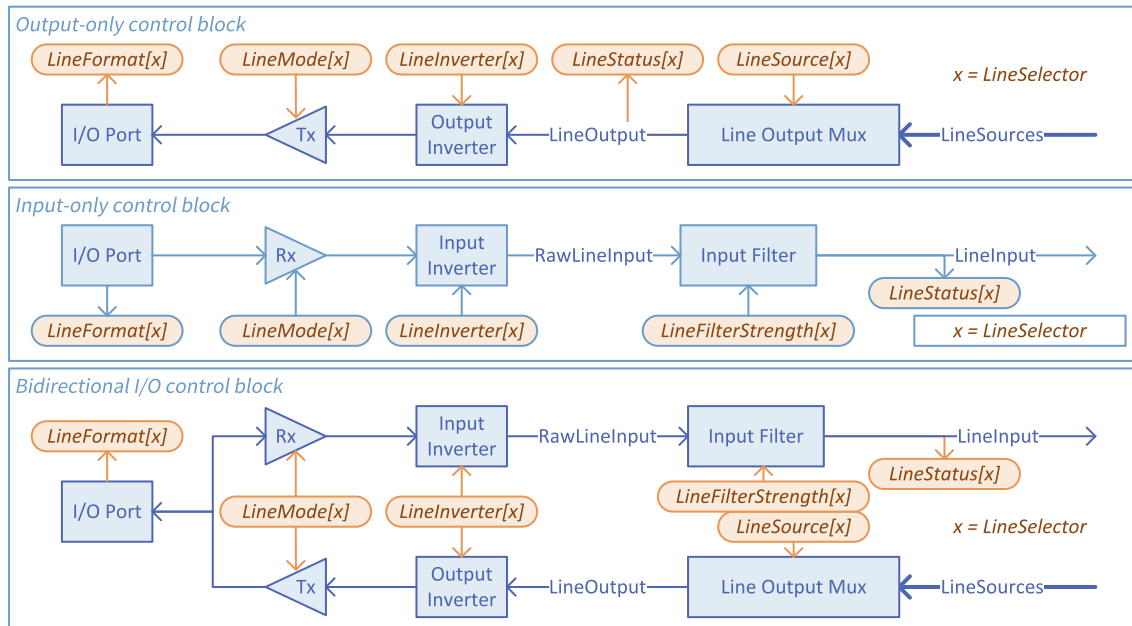 Output-only control block
LineFormat[x]
LineMode[x]
LineInverter[x]
LineStatus[x]
LineSource[x]
x = LineSelector
I/O Port
Tx
Output
Inverter
LineOutput
Line Output Mux
LineSources
Input-only control block
I/O Port
Rx
Input
Inverter
RawLineInput
Input Filter
LineInput
LineStatus[x]
LineFormat[x]
LineMode[x]
LineInverter[x]
LineFilterStrength[x]
x = LineSelector
Bidirectional I/O control block
LineFormat[x]
Rx
Input
Inverter
RawLineInput
Input Filter
LineInput
LineStatus[x]
I/O Port
LineMode[x]
LineInverter[x]
LineFilterStrength[x]
LineSource[x]
x = LineSelector
Tx
Output
Inverter
LineOutput
Line Output Mux
LineSources